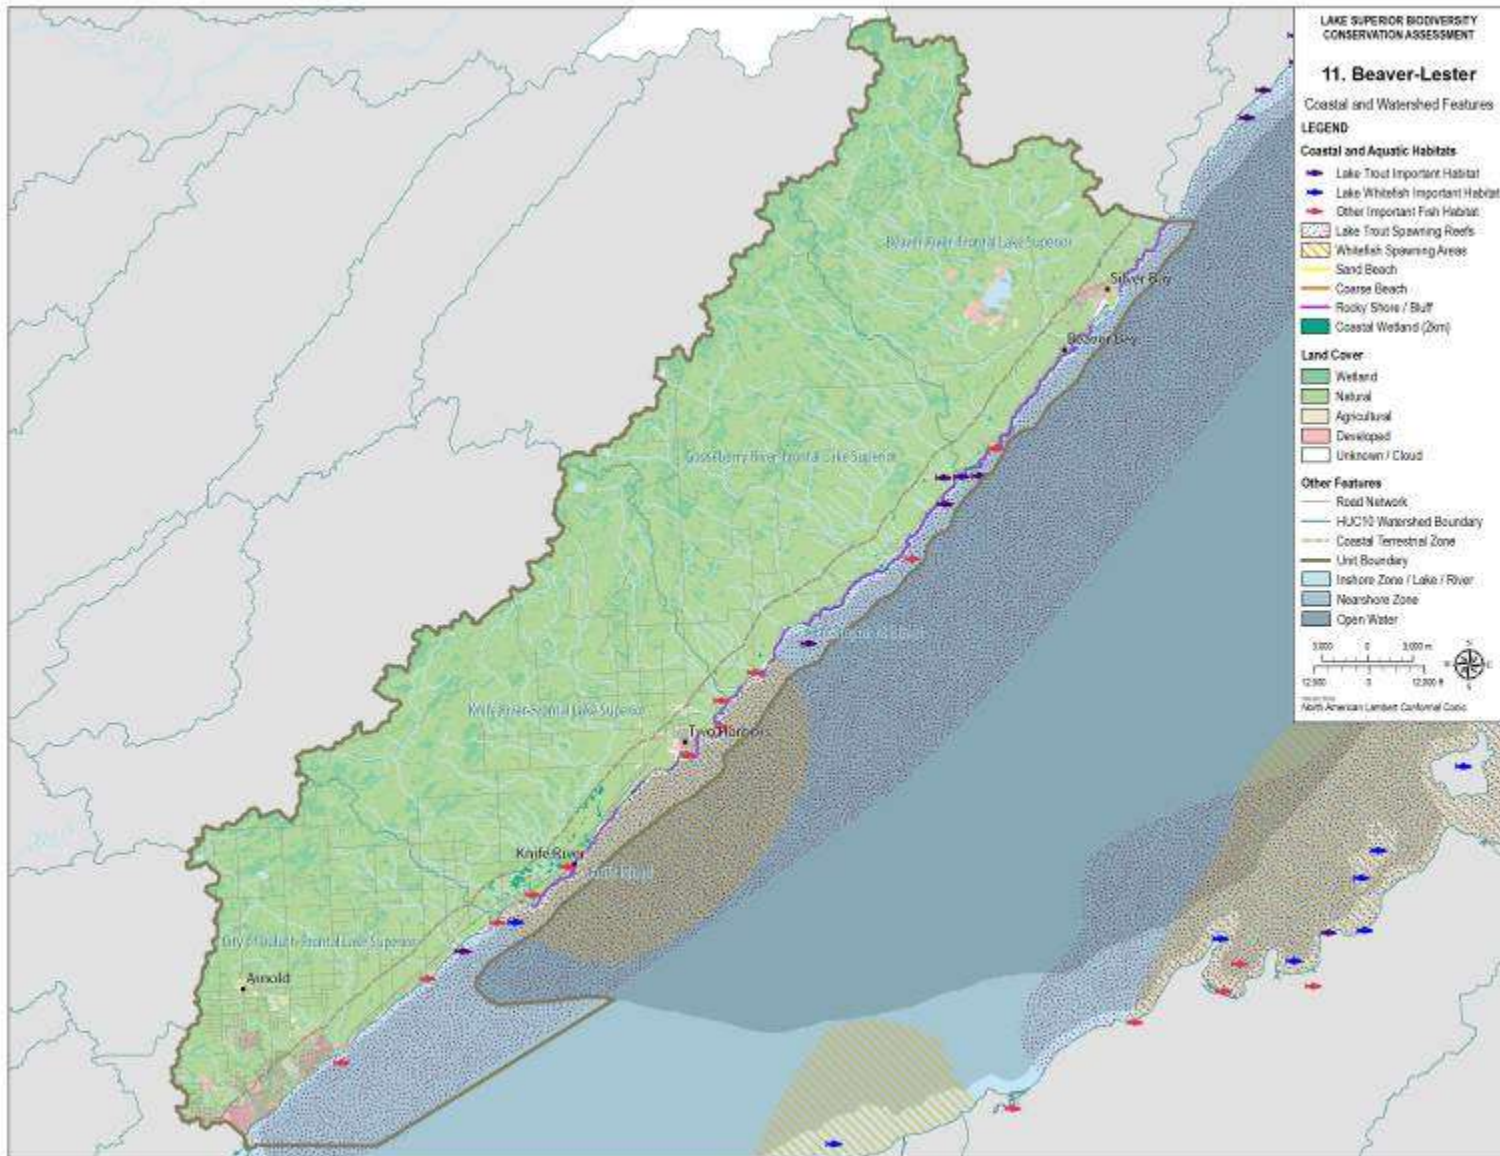 LAKE SUPERIOR BIODIVERSITY
CONSERVATION ASSESSMENT
11. Beaver-Lester
Coastal and Watershed Features
LEGEND
Coastal and Aquatic Habitats
Lake Trout Important Habitat
Lake Whitefish Important Habitat
Other Important Fish Habitat
Lake Trout Spawning Reefs
Whitefish Spawning Areas
Sand Beach
Coarse Beach
Rocky Shore / Bluff
Coastal Wetland (2km)
Land Cover
Wetland
Natural
Agricultural
Developed
Unknown / Cloud
Other Features
Road Network
HUC10 Watershed Boundary
Coastal Terrestrial Zone
Unit Boundary
Inshore Zone / Lake / River
Nearshore Zone
Open Water
North American Lambert Conformal Conic
Beaver River-Frontal Lake Superior
Silver Bay
Beaver Bay
Gooseberry River-Frontal Lake Superior
Knife River-Frontal Lake Superior
Two Harbors
Knife River
City of Duluth-Frontal Lake Superior
Arnold